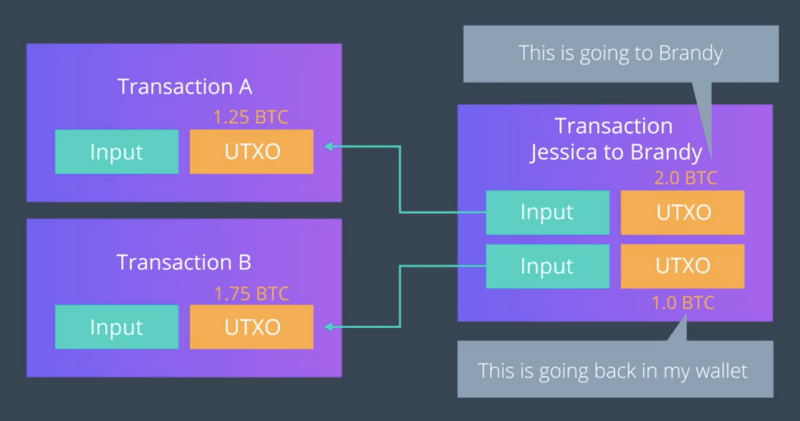 Transaction A
1.25 BTC
Input
UTXO
Transaction B
1.75 BTC
Input
UTXO
This is going to Brandy
Transaction
Jessica to Brandy
2.0 BTC
Input
UTXO
Input
UTXO
1.0 BTC
This is going back in my wallet